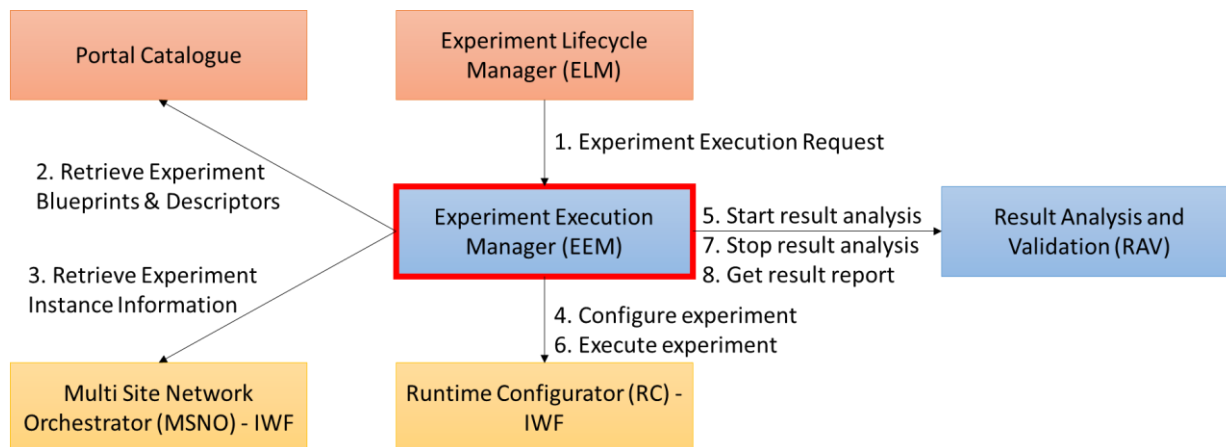 Portal Catalogue
Experiment Lifecycle
Manager (ELM)
1. Experiment Execution Request
2. Retrieve Experiment
Blueprints & Descriptors
Experiment Execution
Manager (EEM)
5. Start result analysis
7. Stop result analysis
8. Get result report
Result Analysis and
Validation (RAV)
3. Retrieve Experiment
Instance Information
4. Configure experiment
6. Execute experiment
Multi Site Network
Orchestrator (MSNO) - IWF
Runtime Configurator (RC) -
IWF